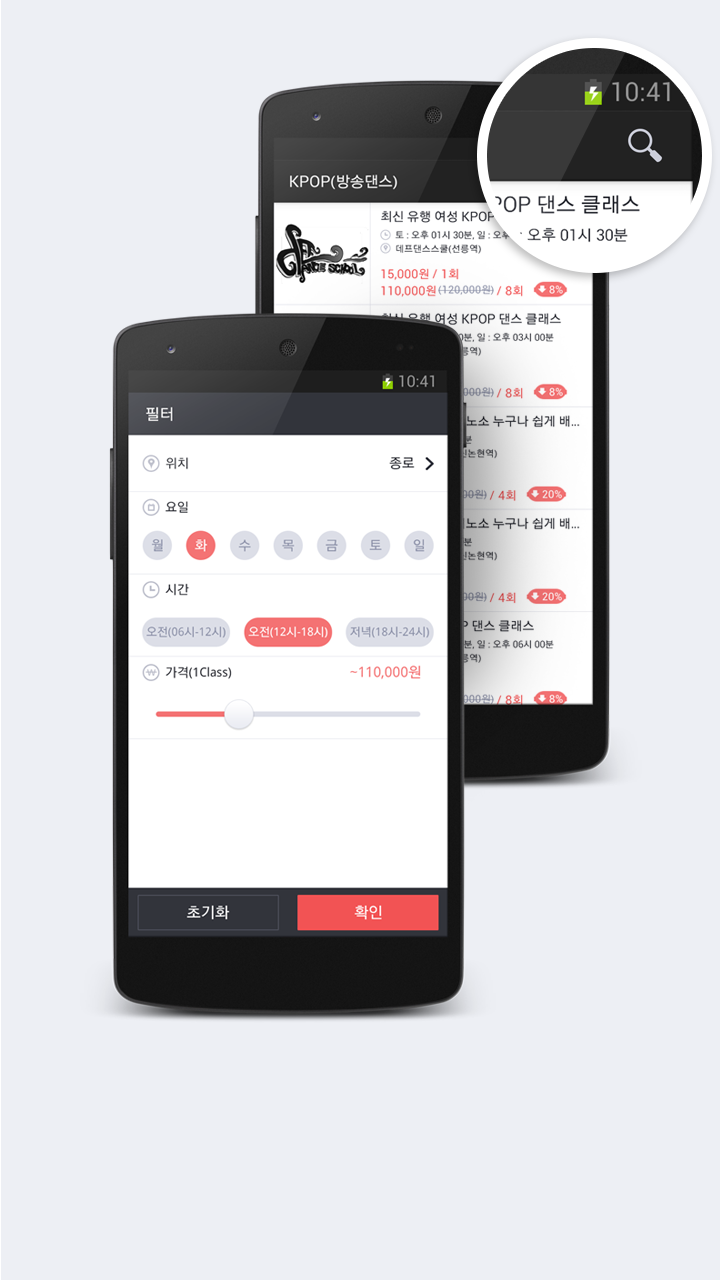 10:41
KPOP(방송댄스)
POP 댄스 클래스
오후 01시 30분
최신 유행 여성 KPOP
토 : 오후 01시 30분, 일 : 오후
데프댄스스쿨(선릉역)
DANCE SCHOOL
15,000원 / 1회
110,000원(120,000원) / 8회 8%
최신 유행 여성 KPOP 댄스 클래스
0분, 일 : 오후 03시 00분
릉역)
000원) / 8회 8%
노소 누구나 쉽게 배...
분
신논현역)
00원) / 4회 20%
노소 누구나 쉽게 배...
분
신논현역)
00원) / 4회 20%
P 댄스 클래스
분, 일 : 오후 06시 00분
릉역)
000원) / 8회 8%
10:41
필터
위치 종로
요일
월 화 수 목 금 토 일
시간
오전(06시-12시) 오전(12시-18시) 저녁(18시-24시)
가격(1Class) ~110,000원
초기화 확인